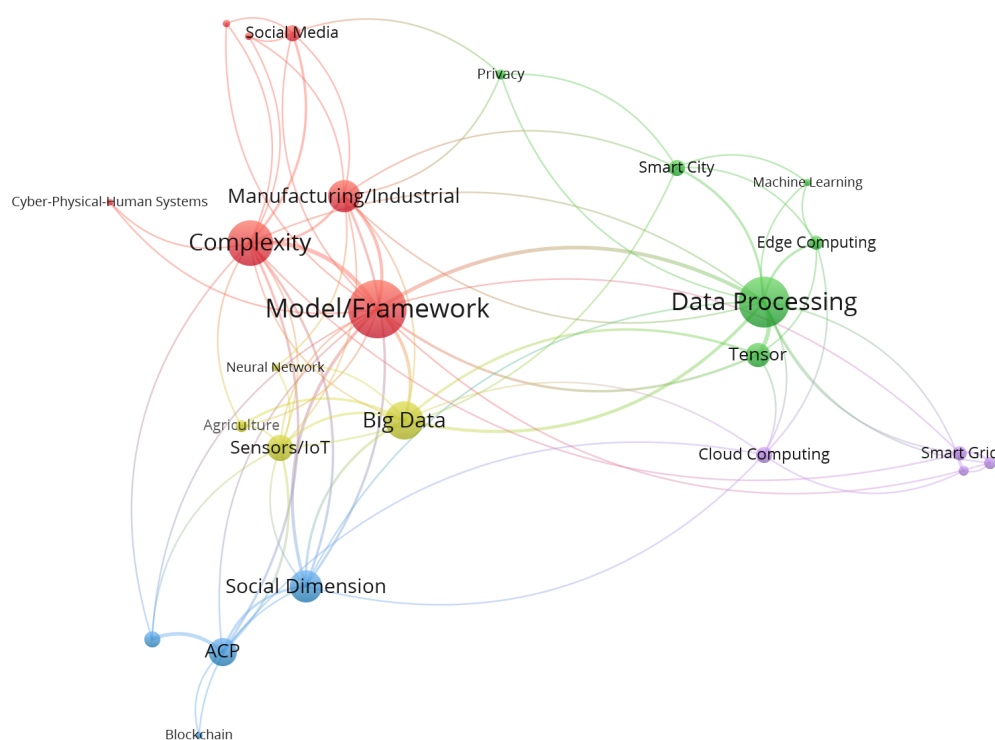 Social Media
Privacy
Smart City
Machine Learning
Manufacturing/Industrial
Cyber-Physical-Human Systems
Complexity
Edge Computing
Data Processing
Model/Framework
Tensor
Neural Network
Big Data
Agriculture
Sensors/IoT
Cloud Computing
Smart Grid
Social Dimension
ACP
Blockchain